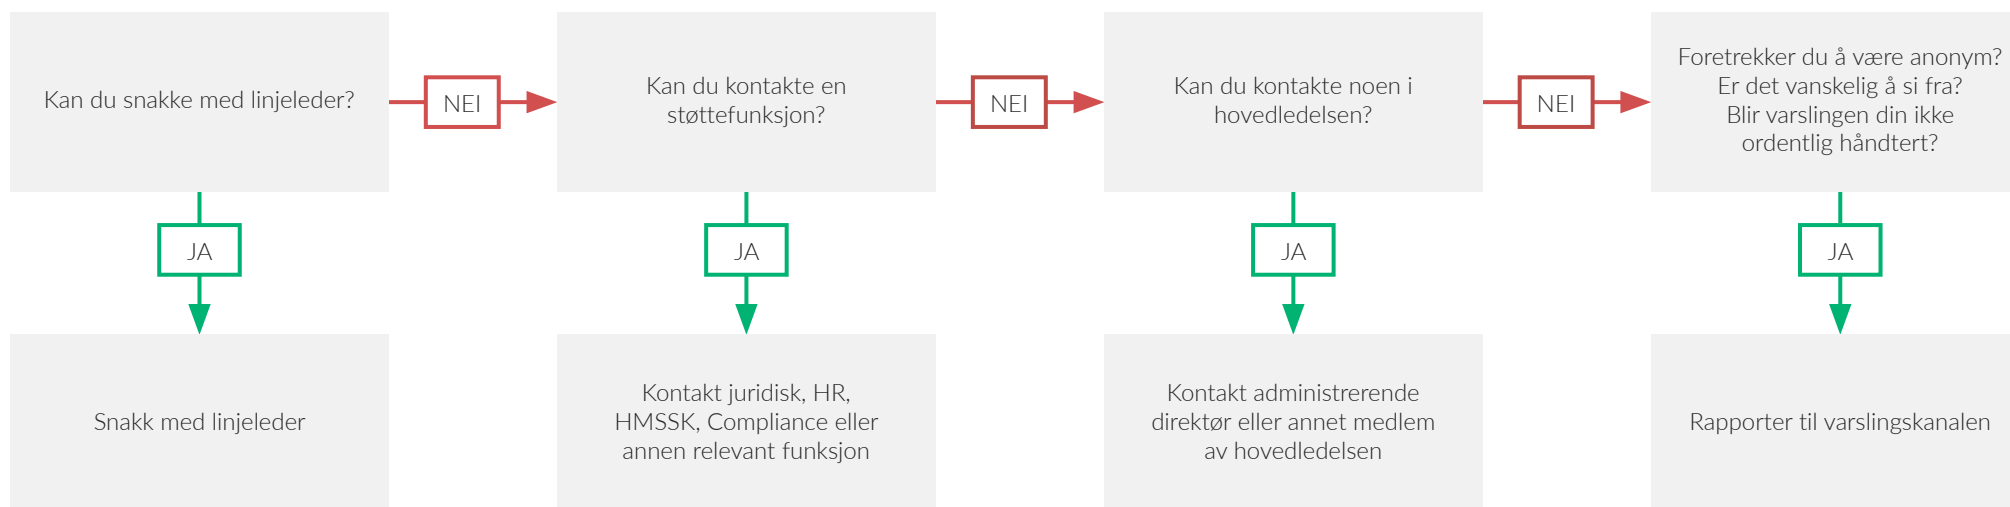 Kan du snakke med linjeleder?
NEI
Kan du kontakte en
støttefunksjon?
NEI
Kan du kontakte noen i
hovedledelsen?
NEI
Foretrekker du å være anonym?
Er det vanskelig å si fra?
Blir varslingen din ikke
ordentlig håndtert?
JA
JA
JA
JA
Snakk med linjeleder
Kontakt juridisk, HR,
HMSSK, Compliance eller
annen relevant funksjon
Kontakt administrerende
direktør eller annet medlem
av hovedledelsen
Rapporter til varslingskanalen